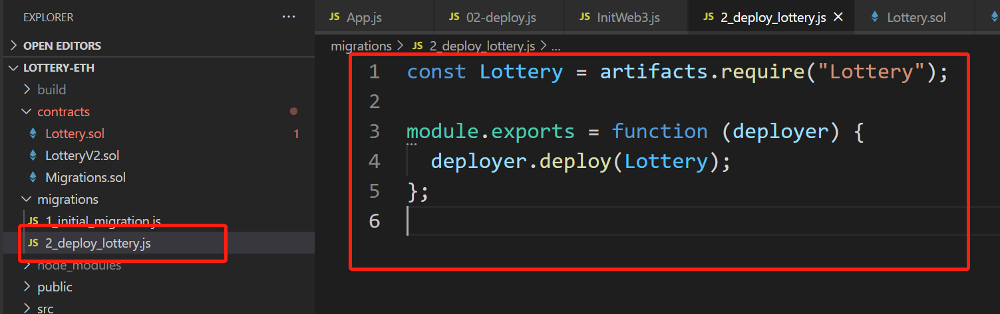 EXPLORER ...
OPEN EDITORS
LOTTERY-ETH
build
contracts
Lottery.sol 1
LotteryV2.sol
Migrations.sol
migrations
JS 1_initial_migration.js
JS 2_deploy_lottery.js
node_modules
public
src
JS App.js JS 02-deploy.js JS InitWeb3.js JS 2_deploy_lottery.js Lottery.sol
migrations > JS 2_deploy_lottery.js > ...
1 const Lottery = artifacts.require("Lottery");
2
3 module.exports = function (deployer) {
4 deployer.deploy(Lottery);
5 };
6